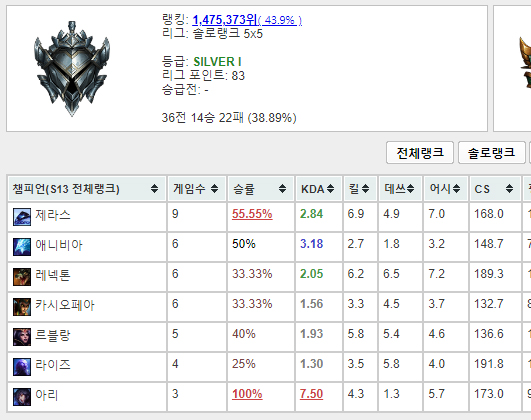 랭킹: 1,475,373위( 43.9% )
리그: 솔로랭크 5x5
등급: SILVER I
리그 포인트: 83
승급전: -
36전 14승 22패 (38.89%)
전체랭크 솔로랭크
챔피언(S13 전체랭크) 게임수 승률 KDA 킬 데쓰 어시 CS
제라스 9 55.55% 2.84 6.9 4.9 7.0 168.0
애니비아 6 50% 3.18 2.7 1.8 3.2 148.7
레넥톤 6 33.33% 2.05 6.2 6.5 7.2 189.3
카시오페아 6 33.33% 1.56 3.3 4.5 3.7 132.7
르블랑 5 40% 1.93 5.8 5.4 4.6 136.6
라이즈 4 25% 1.30 3.5 5.8 4.0 191.8
아리 3 100% 7.50 4.3 1.3 5.7 173.0